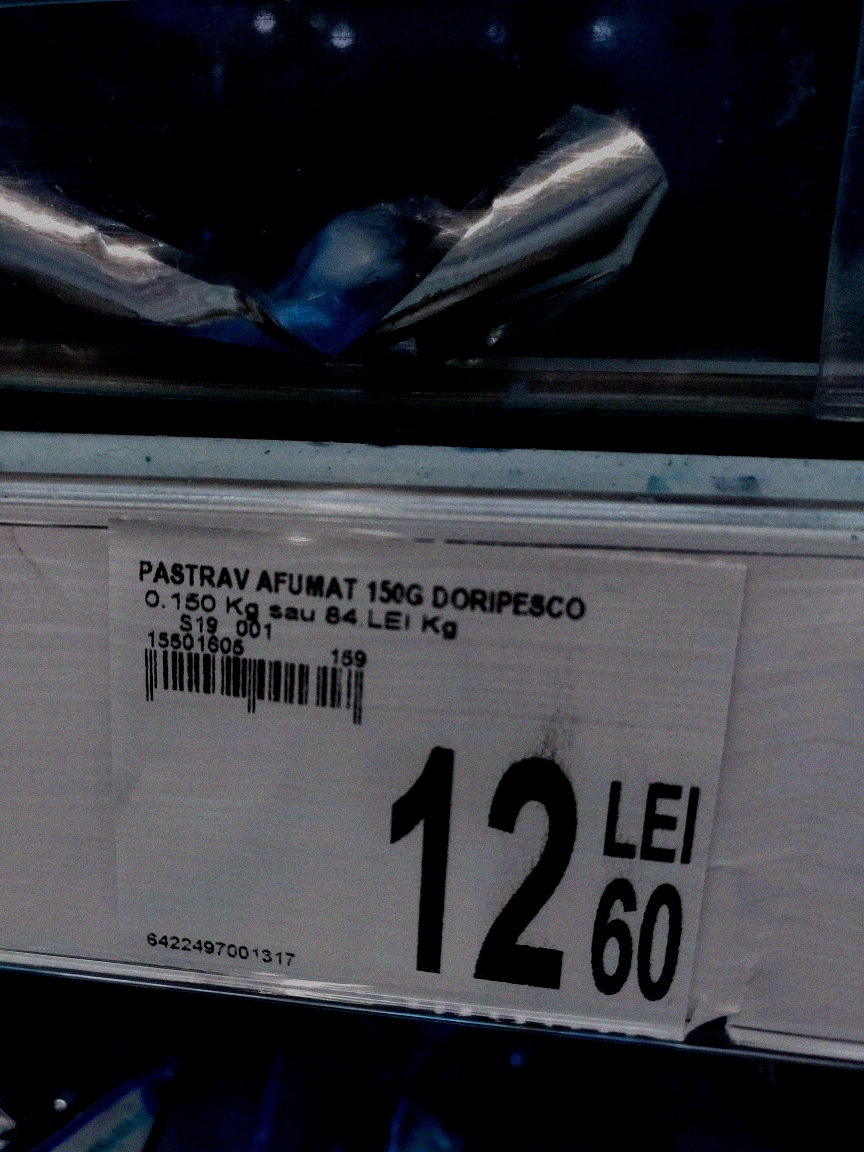 PASTRAV AFUMAT 150G DORIPESCO
0.150 Kg sau 84.LEI Kg
S19 001
15501605 159
12 LEI
60
6422497001317